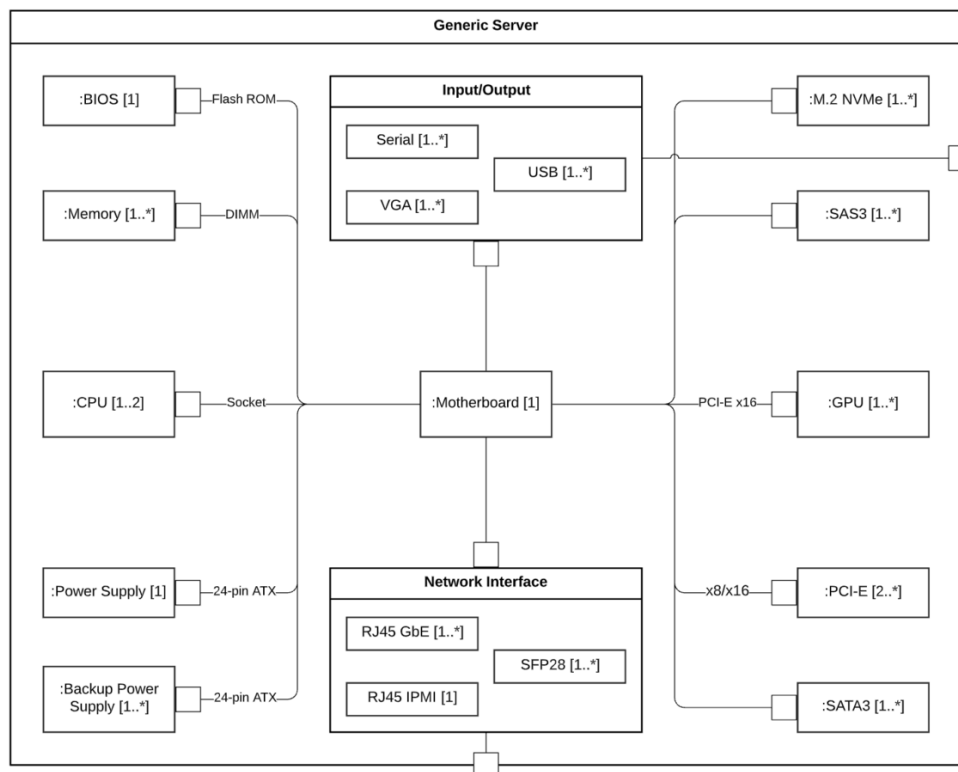 Generic Server
:BIOS [1]
Flash ROM
:Memory [1..*]
DIMM
:CPU [1..2]
Socket
:Power Supply [1]
24-pin ATX
:Backup Power
Supply [1..*]
24-pin ATX
Input/Output
Serial [1..*]
USB [1..*]
VGA [1..*]
:Motherboard [1]
Network Interface
RJ45 GbE [1..*]
SFP28 [1..*]
RJ45 IPMI [1]
:M.2 NVMe [1..*]
:SAS3 [1..*]
PCI-E x16
:GPU [1..*]
x8/x16
:PCI-E [2..*]
:SATA3 [1..*]